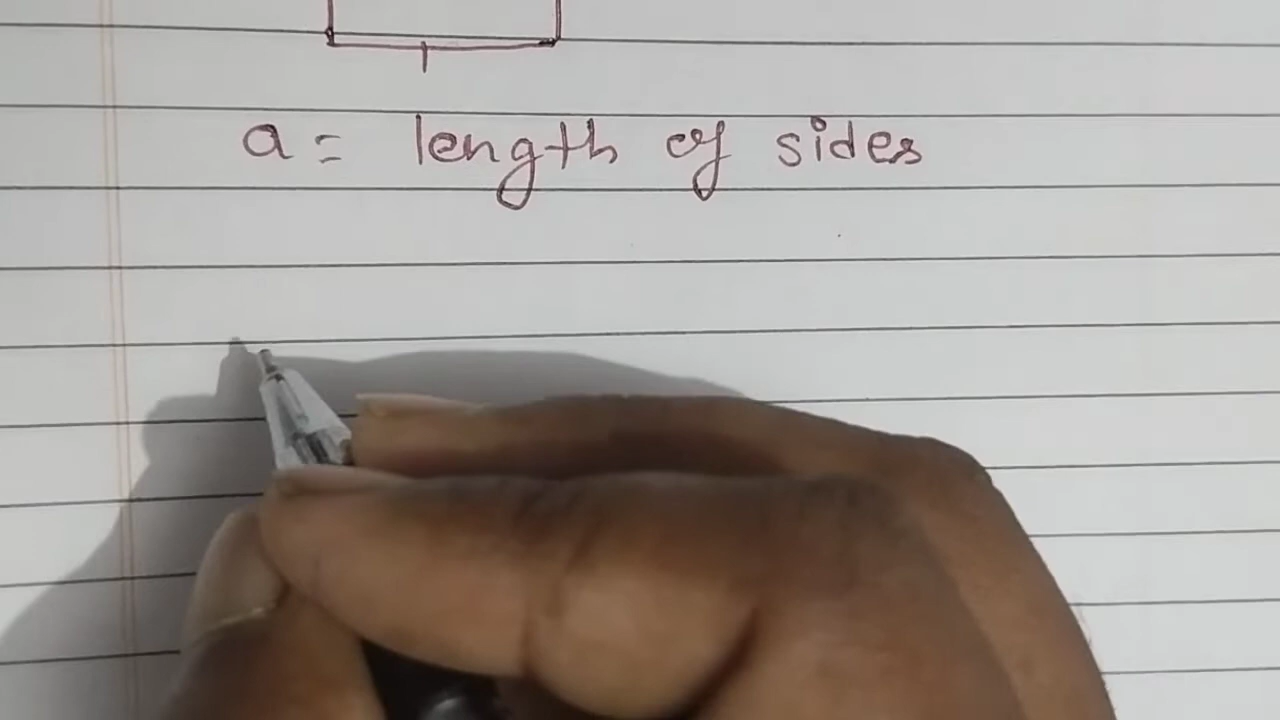 a = length of sides